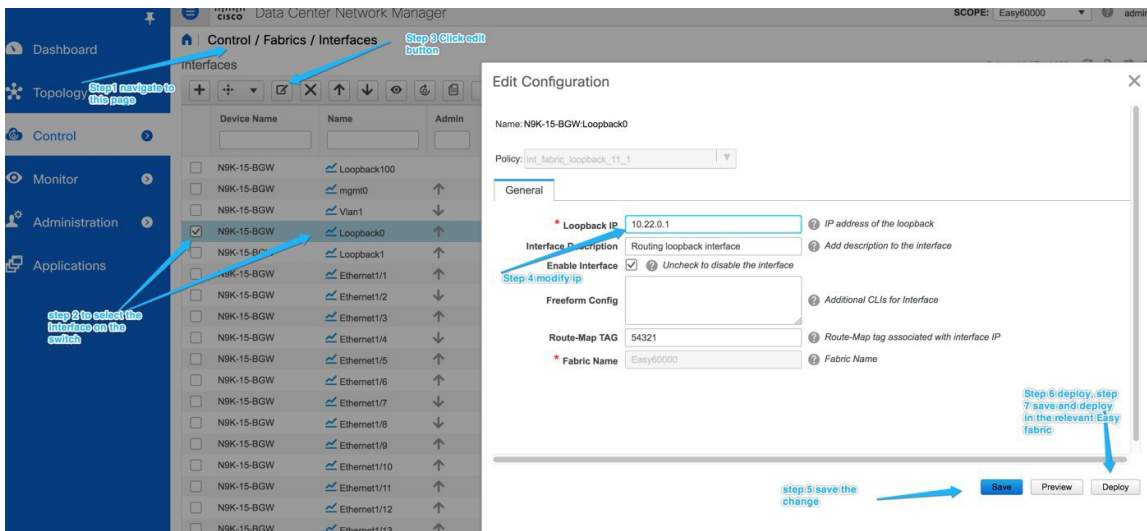 cisco Data Center Network Manager
SCOPE: Easy60000
admin
Dashboard
Topology
Control
Monitor
Administration
Applications
Control / Fabrics / Interfaces
Step 3 Click edit
button
Step1 navigate to
this page
Interfaces
Device Name Name Admin
N9K-15-BGW Loopback100
N9K-15-BGW mgmt0
N9K-15-BGW Vlan1
N9K-15-BGW Loopback0
N9K-15-BGW Loopback1
N9K-15-BGW Ethernet1/1
N9K-15-BGW Ethernet1/2
N9K-15-BGW Ethernet1/3
N9K-15-BGW Ethernet1/4
N9K-15-BGW Ethernet1/5
N9K-15-BGW Ethernet1/6
N9K-15-BGW Ethernet1/7
N9K-15-BGW Ethernet1/8
N9K-15-BGW Ethernet1/9
N9K-15-BGW Ethernet1/10
N9K-15-BGW Ethernet1/11
N9K-15-BGW Ethernet1/12
N9K-15-BGW Ethernet1/13
step 2 to select the
Interface on the
switch
Edit Configuration
Name: N9K-15-BGW:Loopback0
Policy: int_fabric_loopback_11_1
General
* Loopback IP 10.22.0.1 IP address of the loopback
Interface Description Routing loopback interface Add description to the interface
Enable Interface Uncheck to disable the interface
Step 4 modify ip
Freeform Config Additional CLIs for Interface
Route-Map TAG 54321 Route-Map tag associated with interface IP
* Fabric Name Easy60000 Fabric Name
Step 6 deploy, step
7 save and deploy
in the relevant Easy
fabric
step 5 save the
change
Save Preview Deploy